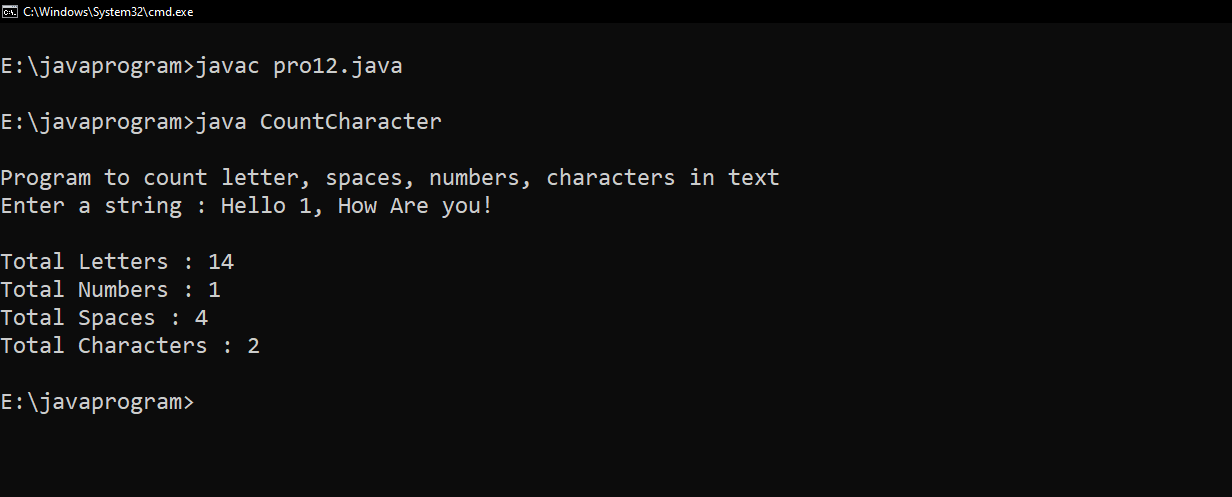 C:\Windows\System32\cmd.exe
E:\javaprogram>javac pro12.java
E:\javaprogram>java CountCharacter
Program to count letter, spaces, numbers, characters in text
Enter a string : Hello 1, How Are you!
Total Letters : 14
Total Numbers : 1
Total Spaces : 4
Total Characters : 2
E:\javaprogram>